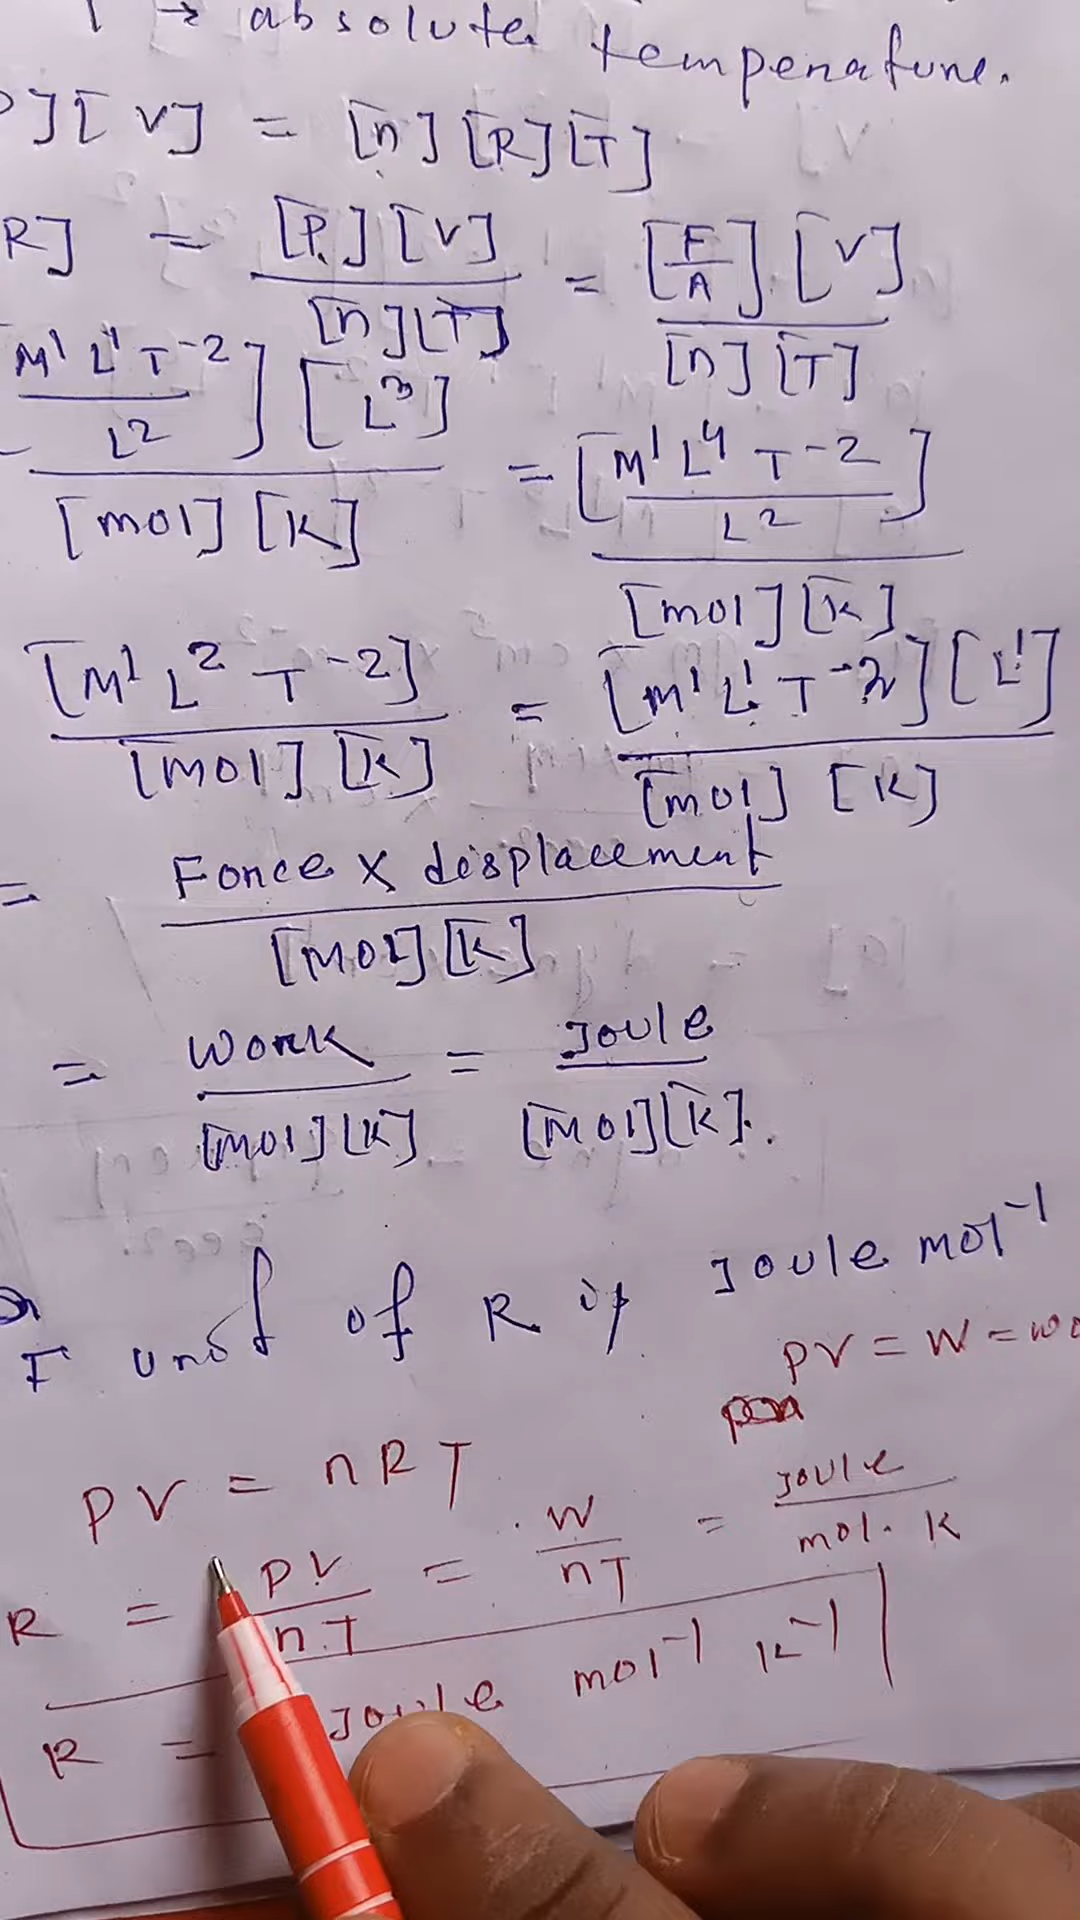 T → absolute temperature.
P] [V] = [n] [R] [T]
R] = [P] [V] / [n] [T] = [F/A] [V] / [n] [T]
[M¹ L¹ T⁻² / L²] [L³] / [mol] [K] = [M¹ L⁴ T⁻² / L²] / [mol] [K]
[M¹ L² T⁻²] / [mol] [K] = [M¹ L¹ T⁻²] [L¹] / [mol] [K]
= Force × displacement / [mol] [K]
= Work / [mol] [K] = Joule / [mol] [K].
I unit of R is Joule mol⁻¹
PV = W = wo
PV = nRT
R = PV / nT = W / nT = Joule / mol. K
R = Joule mol⁻¹ K⁻¹